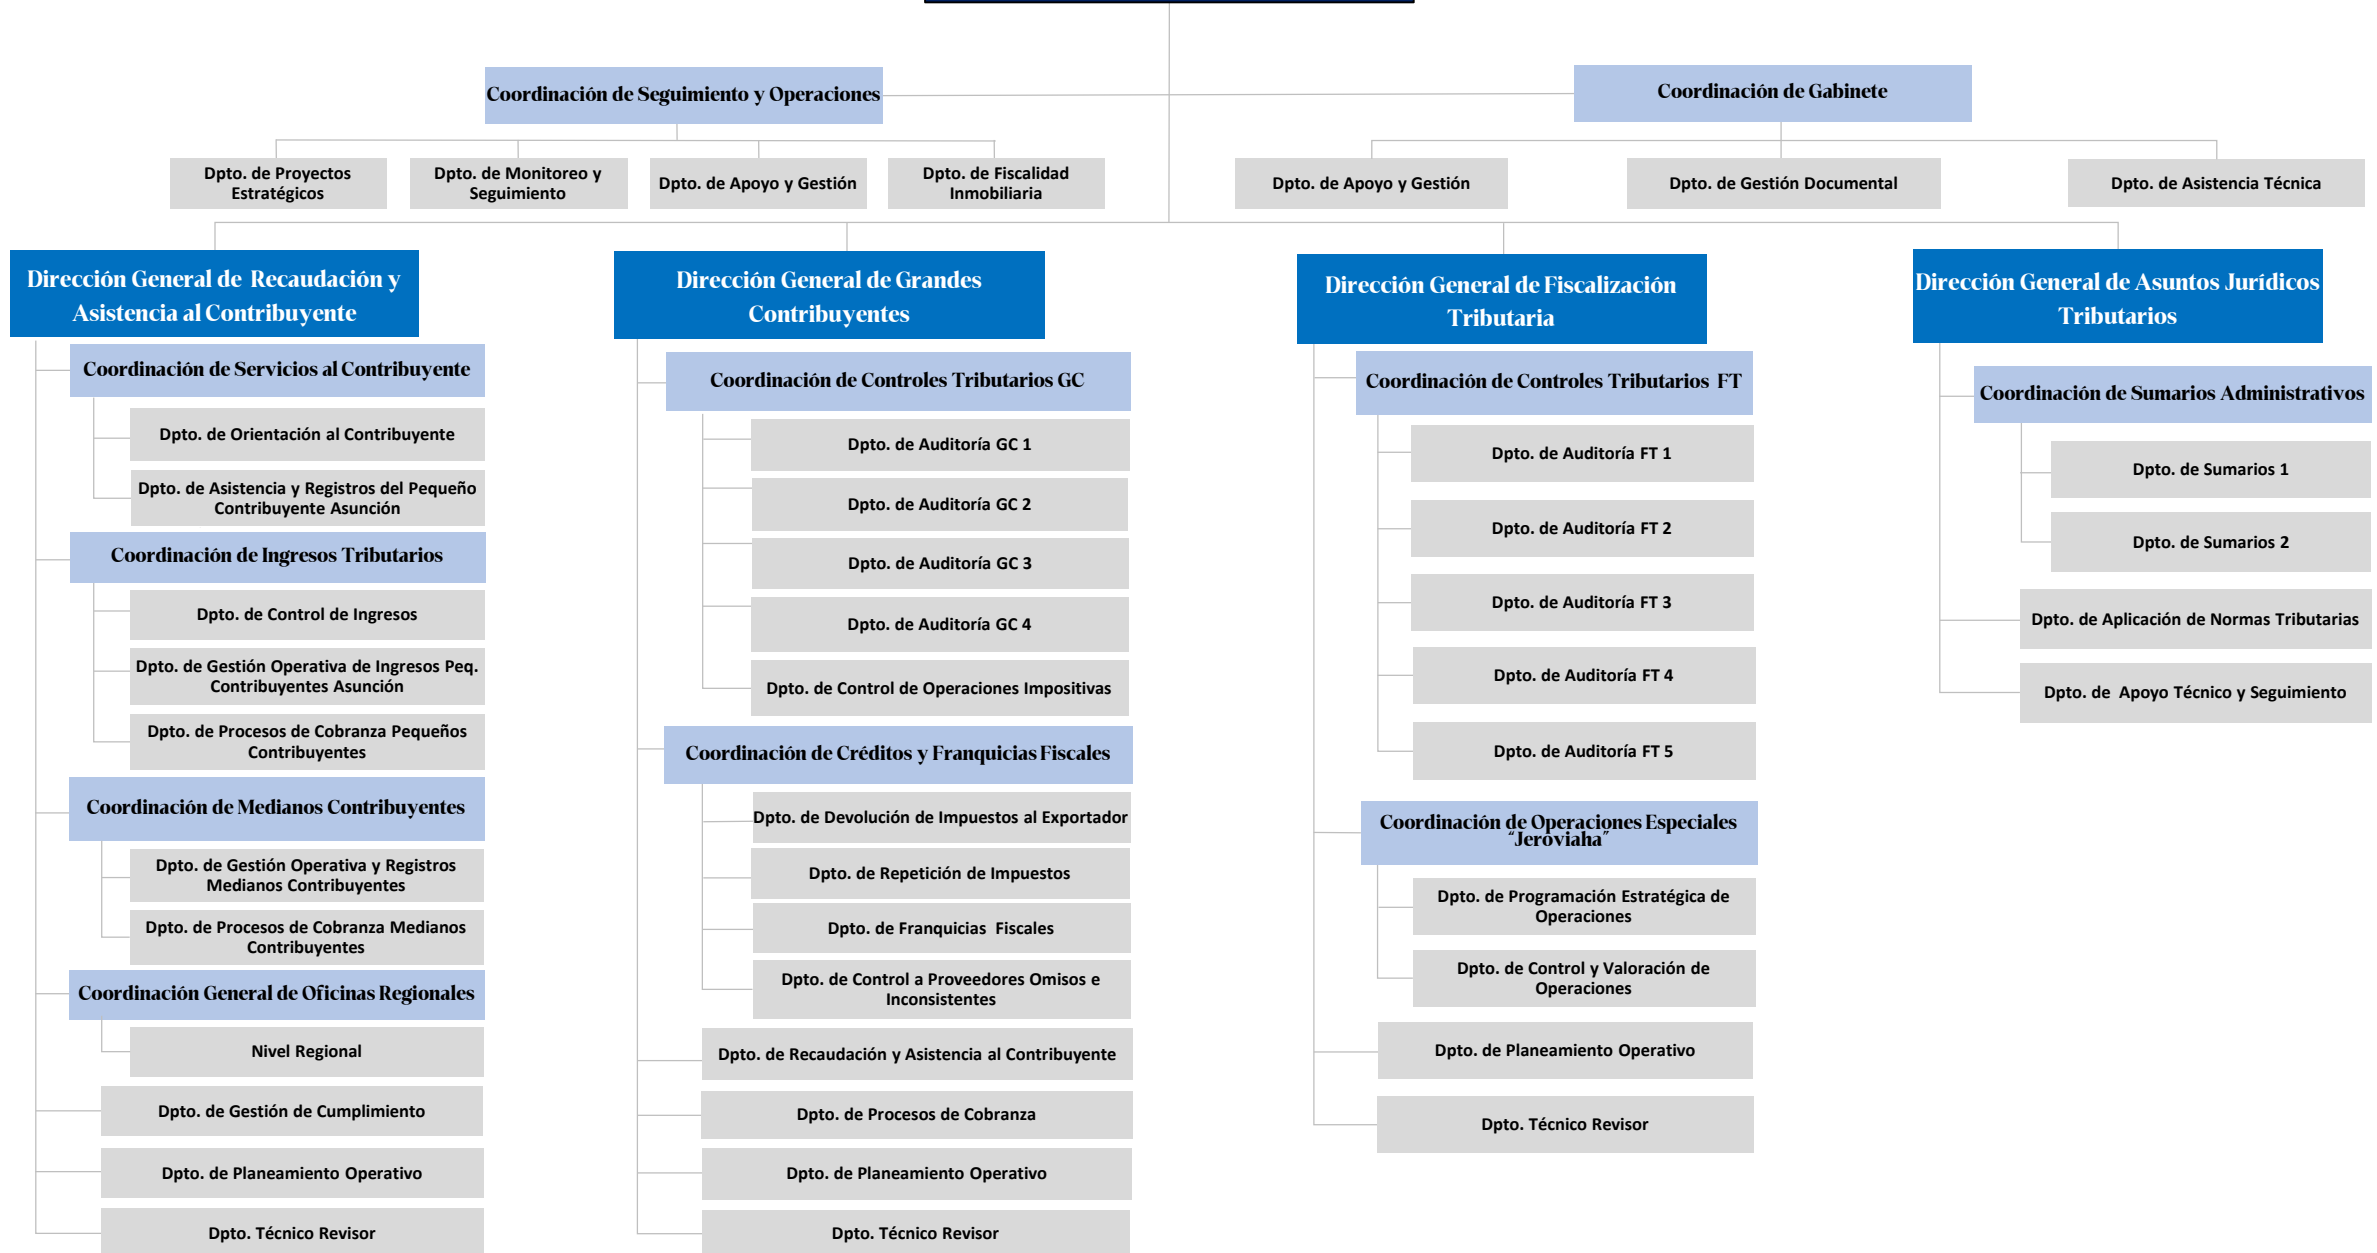 Coordinación de Seguimiento y Operaciones
Coordinación de Gabinete
Dpto. de Proyectos
Estratégicos
Dpto. de Monitoreo y
Seguimiento
Dpto. de Apoyo y Gestión
Dpto. de Fiscalidad
Inmobiliaria
Dpto. de Apoyo y Gestión
Dpto. de Gestión Documental
Dpto. de Asistencia Técnica
Dirección General de Recaudación y
Asistencia al Contribuyente
Coordinación de Servicios al Contribuyente
Dpto. de Orientación al Contribuyente
Dpto. de Asistencia y Registros del Pequeño
Contribuyente Asunción
Coordinación de Ingresos Tributarios
Dpto. de Control de Ingresos
Dpto. de Gestión Operativa de Ingresos Peq.
Contribuyentes Asunción
Dpto. de Procesos de Cobranza Pequeños
Contribuyentes
Coordinación de Medianos Contribuyentes
Dpto. de Gestión Operativa y Registros
Medianos Contribuyentes
Dpto. de Procesos de Cobranza Medianos
Contribuyentes
Coordinación General de Oficinas Regionales
Nivel Regional
Dpto. de Gestión de Cumplimiento
Dpto. de Planeamiento Operativo
Dpto. Técnico Revisor
Dirección General de Grandes
Contribuyentes
Coordinación de Controles Tributarios GC
Dpto. de Auditoría GC 1
Dpto. de Auditoría GC 2
Dpto. de Auditoría GC 3
Dpto. de Auditoría GC 4
Dpto. de Control de Operaciones Impositivas
Coordinación de Créditos y Franquicias Fiscales
Dpto. de Devolución de Impuestos al Exportador
Dpto. de Repetición de Impuestos
Dpto. de Franquicias Fiscales
Dpto. de Control a Proveedores Omisos e
Inconsistentes
Dpto. de Recaudación y Asistencia al Contribuyente
Dpto. de Procesos de Cobranza
Dpto. de Planeamiento Operativo
Dpto. Técnico Revisor
Dirección General de Fiscalización
Tributaria
Coordinación de Controles Tributarios FT
Dpto. de Auditoría FT 1
Dpto. de Auditoría FT 2
Dpto. de Auditoría FT 3
Dpto. de Auditoría FT 4
Dpto. de Auditoría FT 5
Coordinación de Operaciones Especiales
"Jeroviaha"
Dpto. de Programación Estratégica de
Operaciones
Dpto. de Control y Valoración de
Operaciones
Dpto. de Planeamiento Operativo
Dpto. Técnico Revisor
Dirección General de Asuntos Jurídicos
Tributarios
Coordinación de Sumarios Administrativos
Dpto. de Sumarios 1
Dpto. de Sumarios 2
Dpto. de Aplicación de Normas Tributarias
Dpto. de Apoyo Técnico y Seguimiento